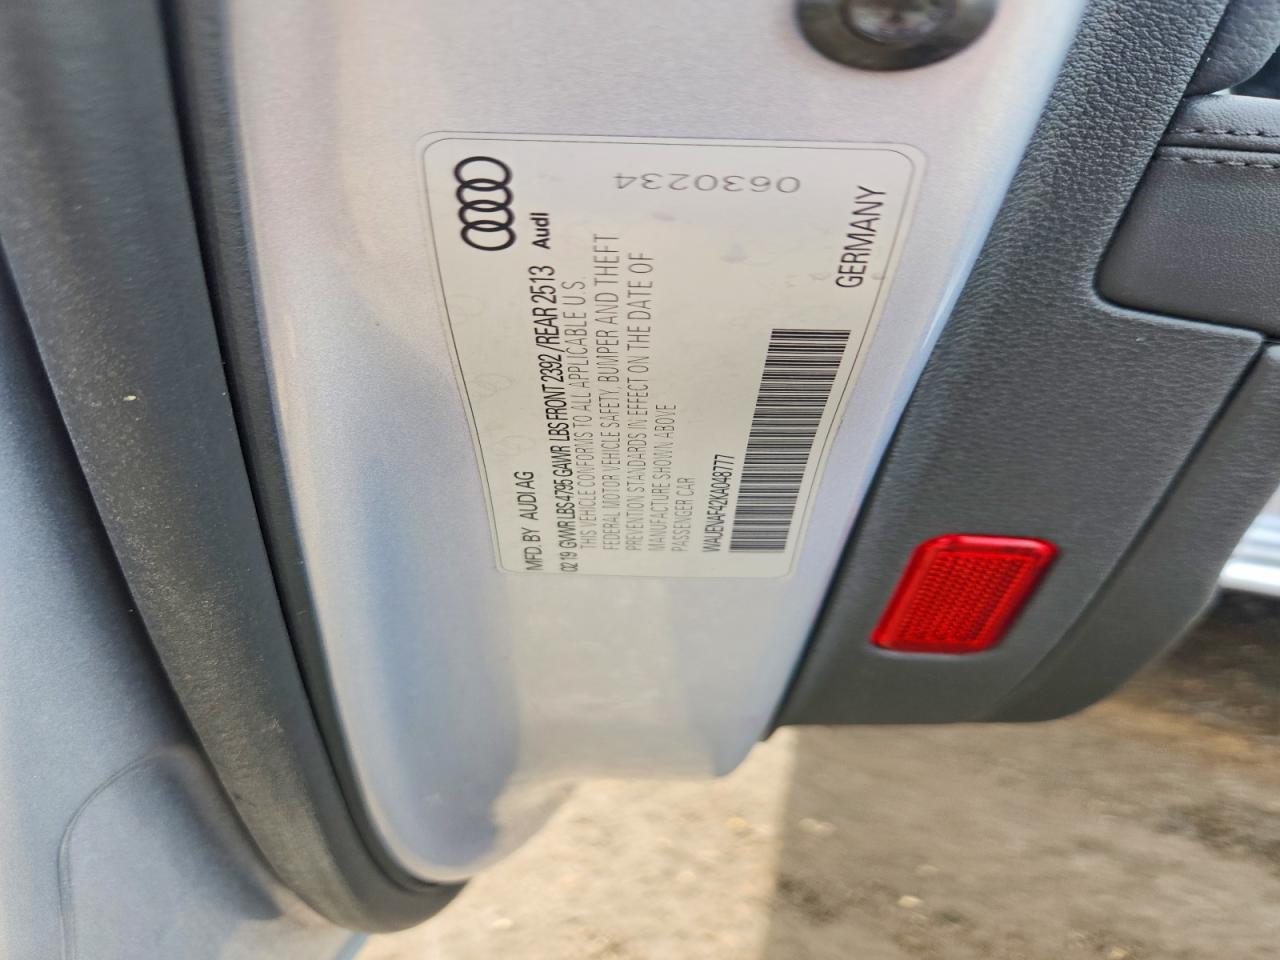 MFD. BY AUDI AG
02 19 GVWR LBS 4795 GAWR LBS FRONT 2392 / REAR 2513
THIS VEHICLE CONFORMS TO ALL APPLICABLE U.S.
FEDERAL MOTOR VEHICLE SAFETY, BUMPER AND THEFT
PREVENTION STANDARDS IN EFFECT ON THE DATE OF
MANUFACTURE SHOWN ABOVE
PASSENGER CAR
WAUENAF42KA048777
Audi
0630234
GERMANY